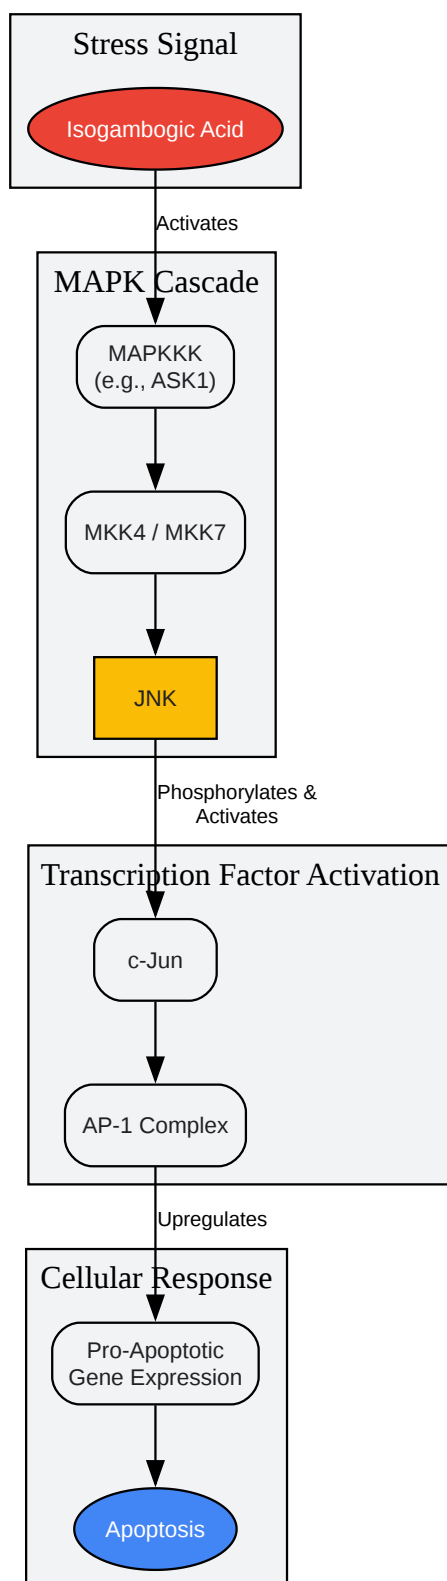 Stress Signal
Isogambogic Acid
Activates
MAPK Cascade
MAPKKK
(e.g., ASK1)
MKK4 / MKK7
JNK
Phosphorylates &
Activates
Transcription Factor Activation
c-Jun
AP-1 Complex
Upregulates
Cellular Response
Pro-Apoptotic
Gene Expression
Apoptosis